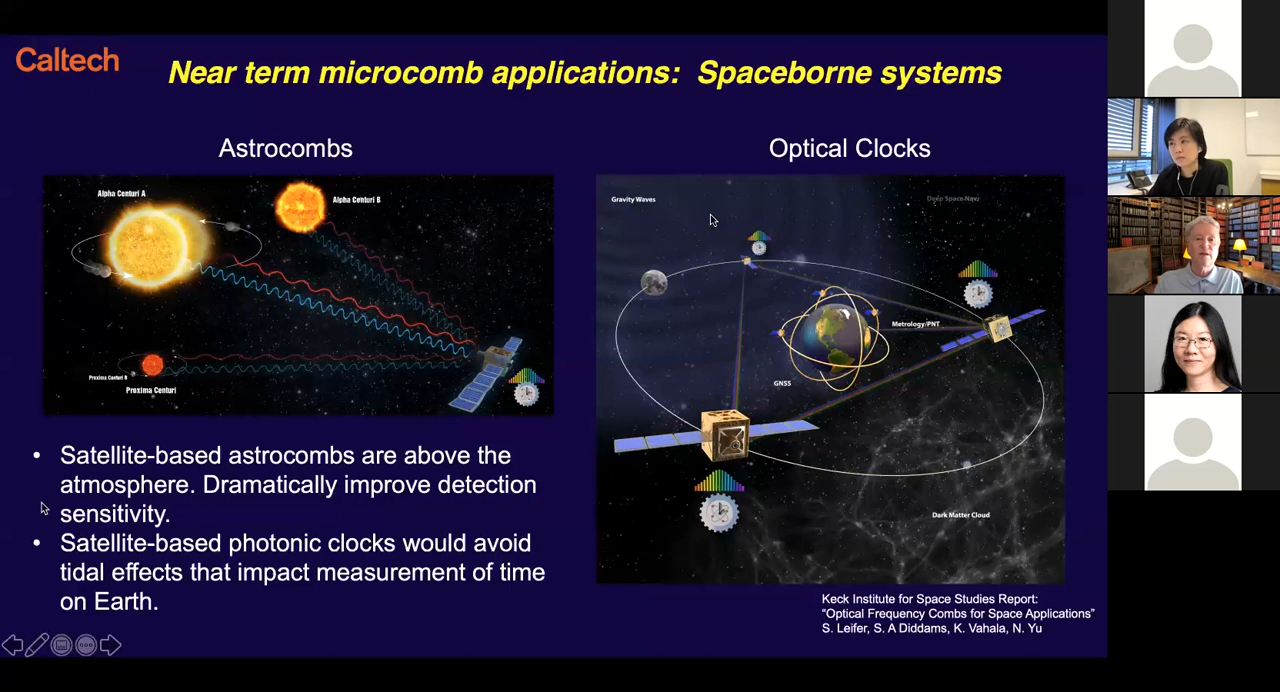 Caltech
Near term microcomb applications: Spaceborne systems
Astrocombs
Alpha Centuri A
Alpha Centuri B
Proxima Centuri B
Proxima Centuri
Satellite-based astrocombs are above the
atmosphere. Dramatically improve detection
sensitivity.
Satellite-based photonic clocks would avoid
tidal effects that impact measurement of time
on Earth.
Optical Clocks
Gravity Waves
Deep Space Nav
Metrology/PNT
GNSS
Dark Matter Cloud
Keck Institute for Space Studies Report:
“Optical Frequency Combs for Space Applications”
S. Leifer, S. A Diddams, K. Vahala, N. Yu